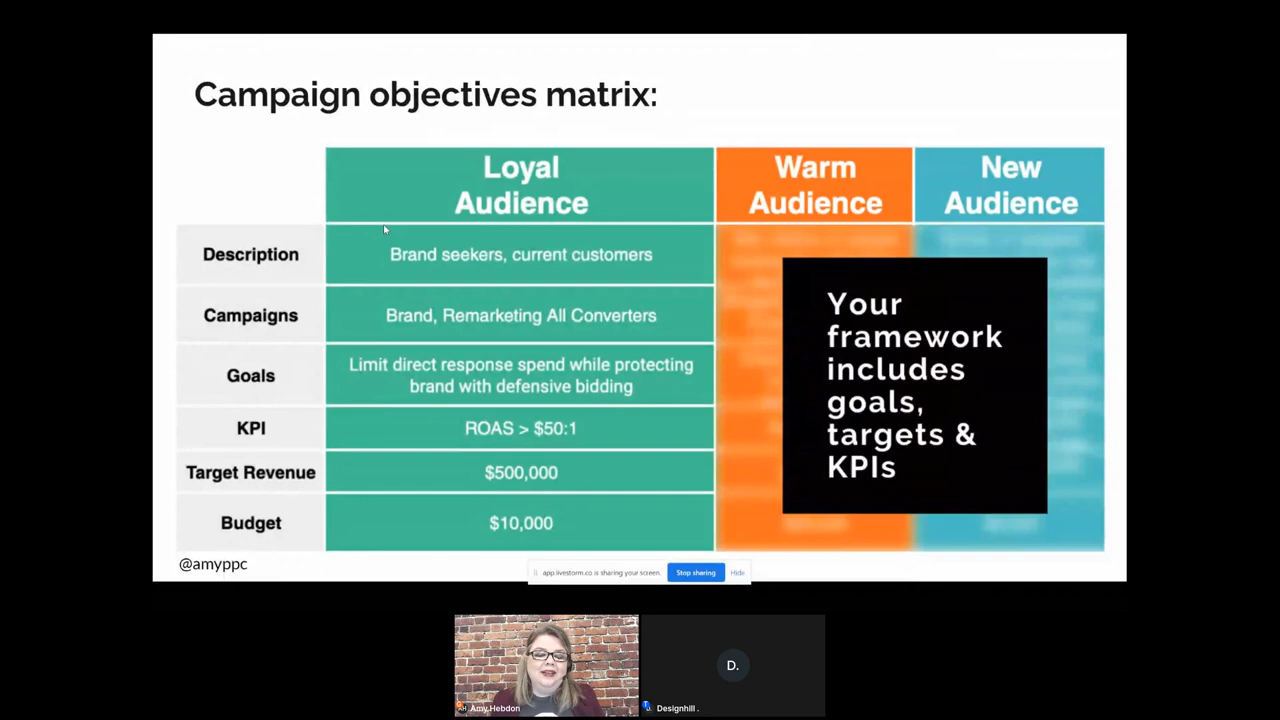 Campaign objectives matrix:
Loyal
Audience
Warm
Audience
New
Audience
Description
Brand seekers, current customers
Campaigns
Brand, Remarketing All Converters
Goals
Limit direct response spend while protecting
brand with defensive bidding
KPI
ROAS > $50:1
Target Revenue
$500,000
Budget
$10,000
Your
framework
includes
goals,
targets &
KPIs
@amyppc
app.livestorm.co is sharing your screen.
Stop sharing
Hide
D.
Amy Hebdon
Designhill .